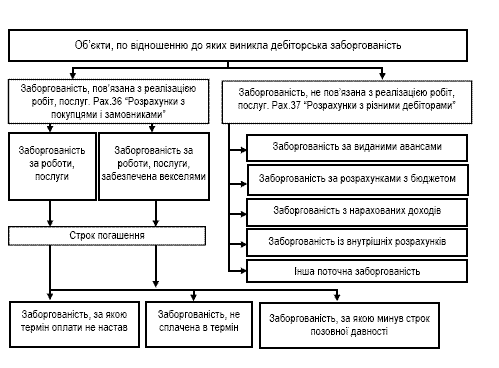 Об'єкти, по відношенню до яких виникла дебіторська заборгованість
Заборгованість, пов'язана з реалізацією
робіт, послуг. Рах.36 “Розрахунки з
покупцями і замовниками”
Заборгованість, не пов'язана з реалізацією робіт,
послуг. Рах.37 “Розрахунки з різними дебіторами”
Заборгованість
за роботи,
послуги
Заборгованість за
роботи, послуги,
забезпечена векселями
Заборгованість за виданими авансами
Заборгованість за розрахунками з бюджетом
Заборгованість з нарахованих доходів
Заборгованість із внутрішніх розрахунків
Інша поточна заборгованість
Строк погашення
Заборгованість, за якою
термін оплати не настав
Заборгованість, не
сплачена в термін
Заборгованість, за якою минув строк
позовної давності